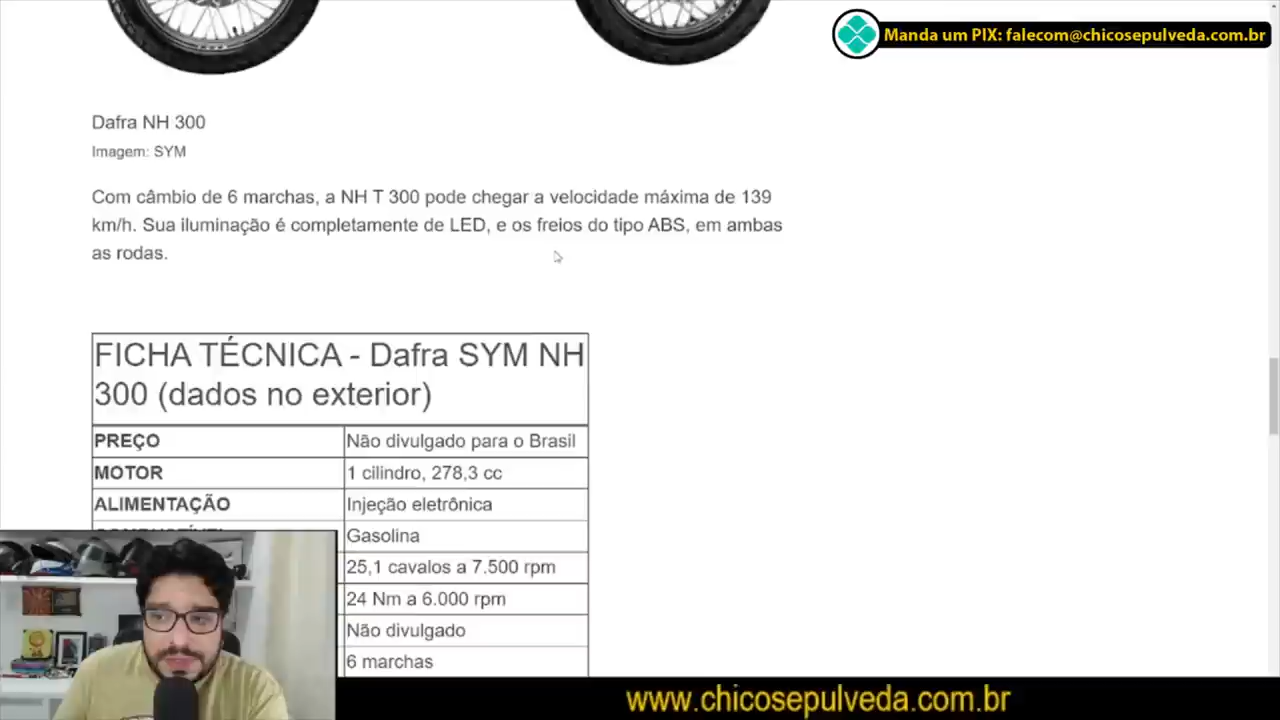 Manda um PIX: falecom@chicosepulveda.com.br
Dafra NH 300
Imagem: SYM
Com câmbio de 6 marchas, a NH T 300 pode chegar a velocidade máxima de 139
km/h. Sua iluminação é completamente de LED, e os freios do tipo ABS, em ambas
as rodas.
FICHA TÉCNICA - Dafra SYM NH
300 (dados no exterior)
PREÇO Não divulgado para o Brasil
MOTOR 1 cilindro, 278,3 cc
ALIMENTAÇÃO Injeção eletrônica
Gasolina
25,1 cavalos a 7.500 rpm
24 Nm a 6.000 rpm
Não divulgado
6 marchas
www.chicosepulveda.com.br